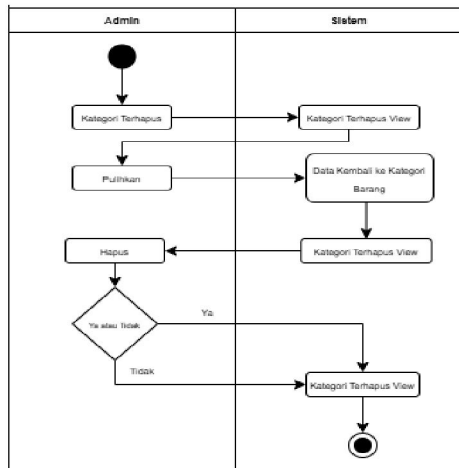 Admin
Sistem
Kategori Terhapus
Kategori Terhapus View
Pulihkan
Data Kembali ke Kategori
Barang
Hapus
Kategori Terhapus View
Ya atau Tidak
Ya
Tidak
Kategori Terhapus View